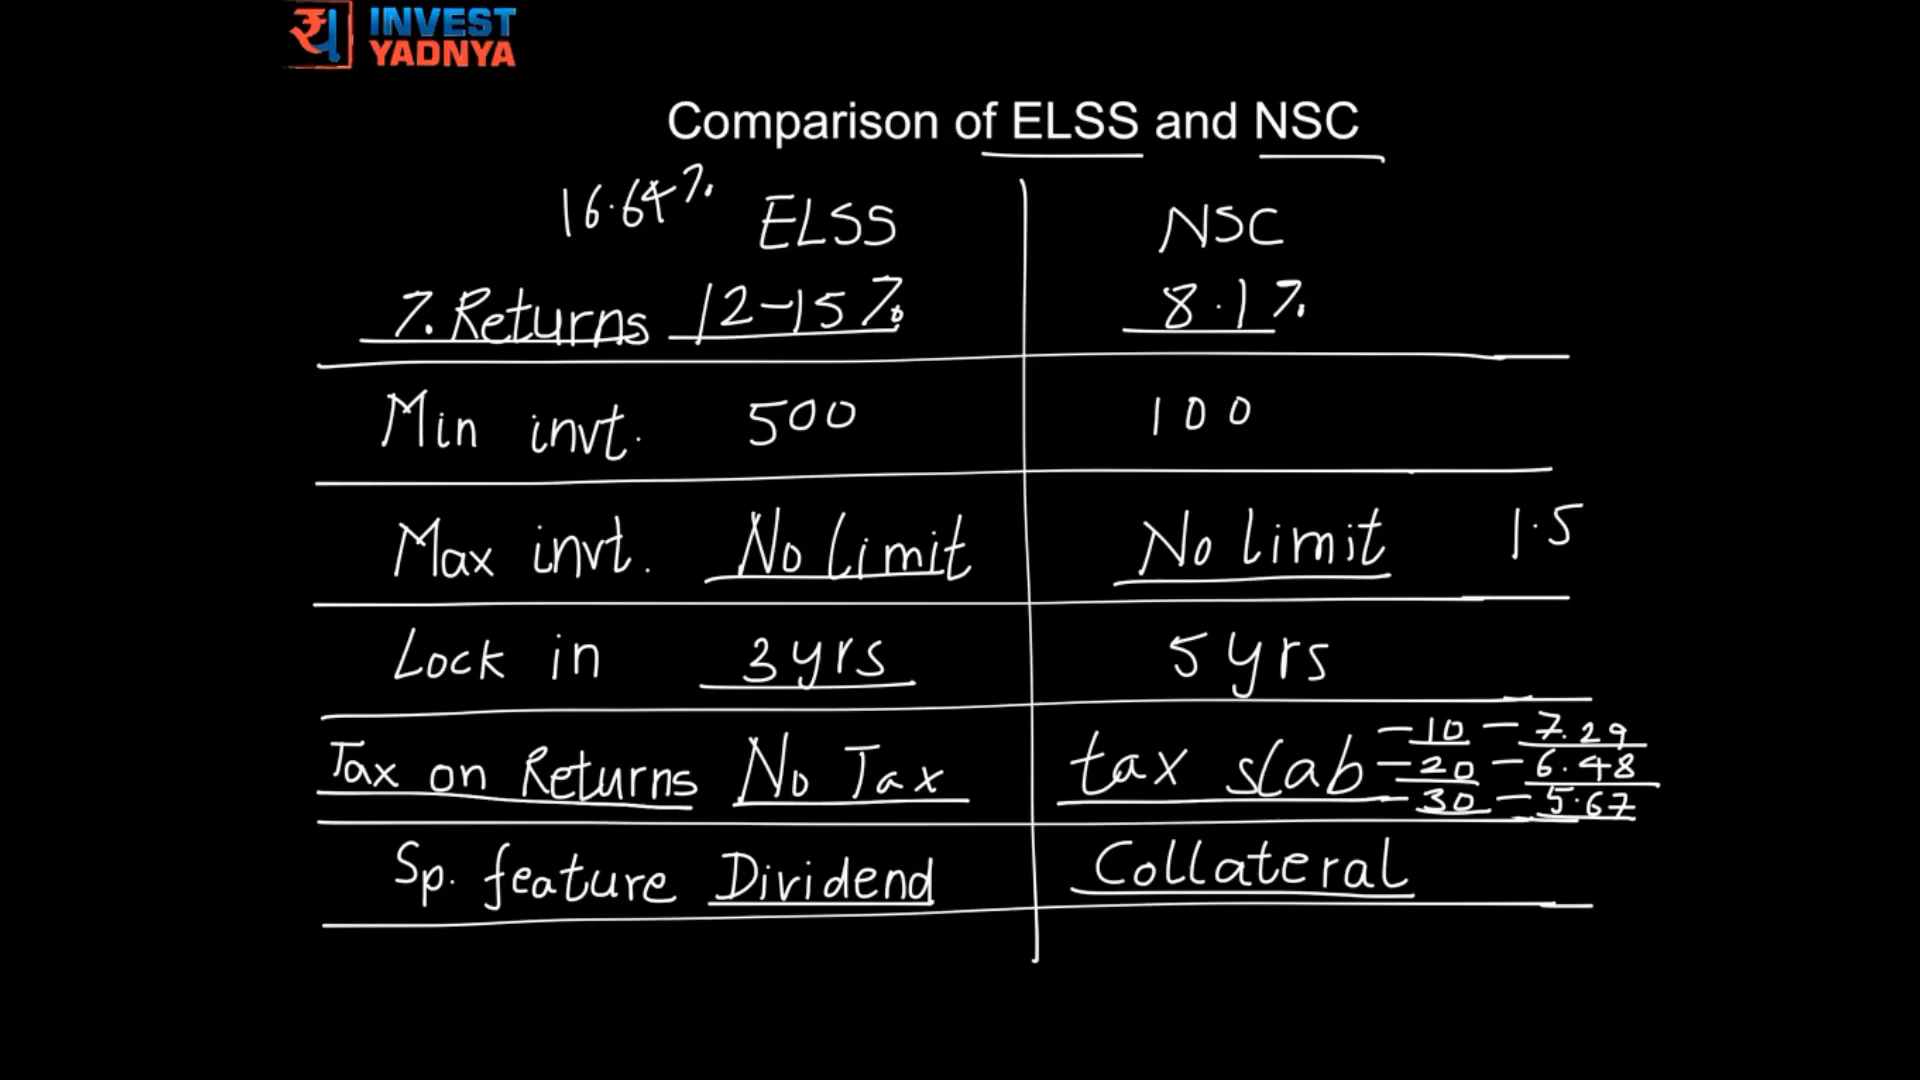 INVEST
YADNYA
Comparison of ELSS and NSC
16.64%
ELSS NSC
% Returns 12-15% 8.1%
Min invt. 500 100
Max invt. No limit No limit 1.5
Lock in 3yrs 5yrs
Tax on Returns No Tax tax slab
10 - 7.29
20 - 6.48
30 - 5.67
Sp. feature Dividend Collateral